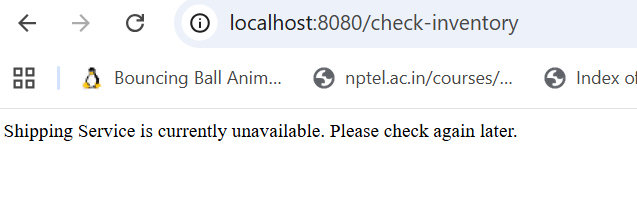 localhost:8080/check-inventory
Bouncing Ball Anim... nptel.ac.in/courses/... Index of
Shipping Service is currently unavailable. Please check again later.